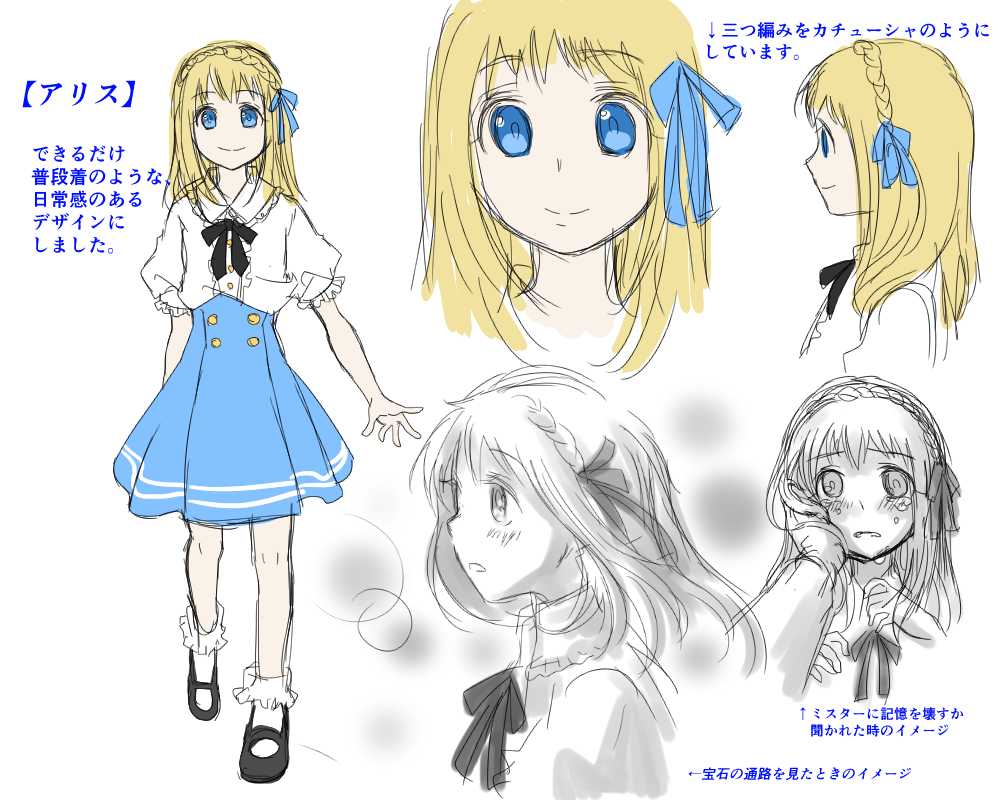 【アリス】
できるだけ
普段着のような、
日常感のある
デザインに
しました。
↓三つ編みをカチューシャのように
しています。
↑ミスターに記憶を壊すか
聞かれた時のイメージ
←宝石の通路を見たときのイメージ